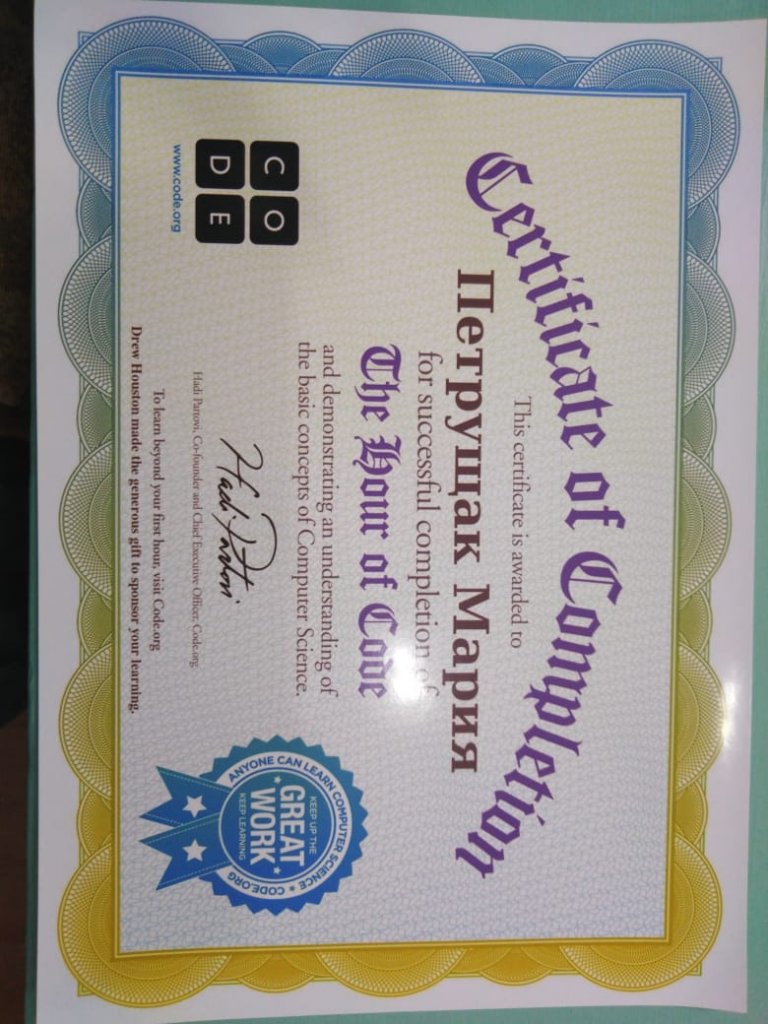 Certificate of Completion
This certificate is awarded to
Петрущак Мария
for successful completion of
The Hour of Code
and demonstrating an understanding of
the basic concepts of Computer Science.
Hadi Partovi
Hadi Partovi, Co-founder and Chief Executive Officer, Code.org
To learn beyond your first hour, visit Code.org
Drew Houston made the generous gift to sponsor your learning.
C O
D E
www.code.org
ANYONE CAN LEARN COMPUTER SCIENCE ★ CODE.ORG ★
KEEP UP THE
GREAT
WORK
KEEP LEARNING